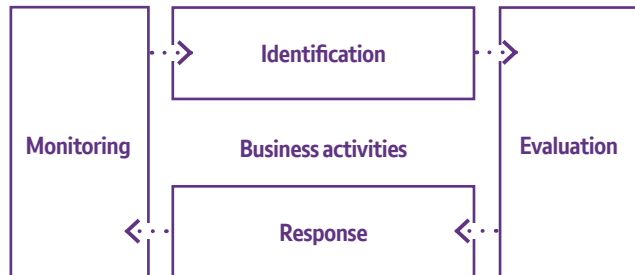 Identification
Monitoring
Business activities
Evaluation
Response